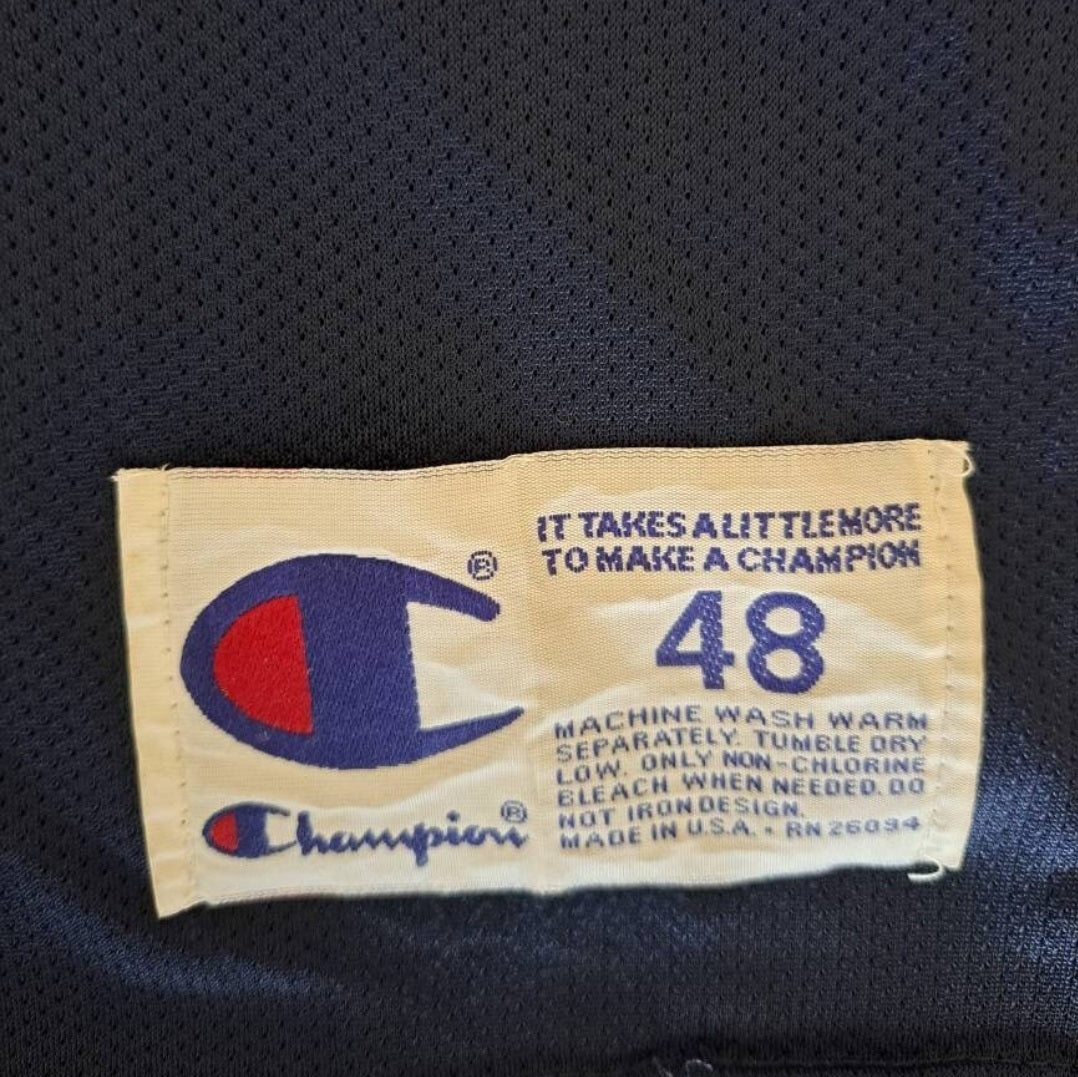 IT TAKES A LITTLE MORE
TO MAKE A CHAMPION
48
MACHINE WASH WARM
SEPARATELY. TUMBLE DRY
LOW. ONLY NON-CHLORINE
BLEACH WHEN NEEDED. DO
NOT IRON DESIGN.
MADE IN U.S.A. • RN 26094
®
Champion®